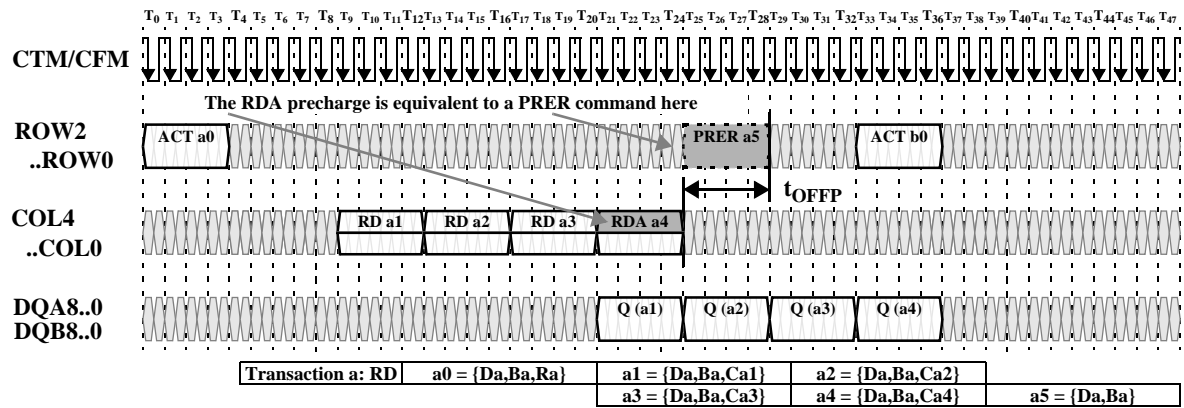 T0 T1 T2 T3 T4 T5 T6 T7 T8 T9 T10 T11 T12 T13 T14 T15 T16 T17 T18 T19 T20 T21 T22 T23 T24 T25 T26 T27 T28 T29 T30 T31 T32 T33 T34 T35 T36 T37 T38 T39 T40 T41 T42 T43 T44 T45 T46 T47
CTM/CFM
The RDA precharge is equivalent to a PRER command here
ROW2 ACT a0 PRER a5 ACT b0
..ROW0
tOFFP
COL4 RD a1 RD a2 RD a3 RDA a4
..COL0
DQA8..0 Q (a1) Q (a2) Q (a3) Q (a4)
DQB8..0
Transaction a: RD a0 = {Da,Ba,Ra} a1 = {Da,Ba,Ca1} a2 = {Da,Ba,Ca2}
a3 = {Da,Ba,Ca3} a4 = {Da,Ba,Ca4} a5 = {Da,Ba}